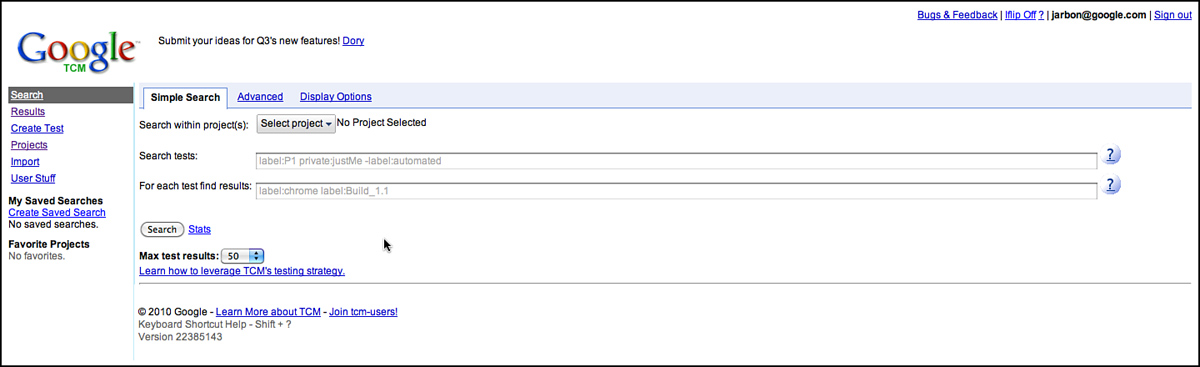 Bugs & Feedback | Iflip Off ? | jarbon@google.com | Sign out
Google™
TCM
Submit your ideas for Q3's new features! Dory
Search
Results
Create Test
Projects
Import
User Stuff
My Saved Searches
Create Saved Search
No saved searches.
Favorite Projects
No favorites.
Simple Search Advanced Display Options
Search within project(s): Select project No Project Selected
Search tests: label:P1 private:justMe -label:automated ?
For each test find results: label:chrome label:Build_1.1 ?
Search Stats
Max test results: 50
Learn how to leverage TCM's testing strategy.
© 2010 Google - Learn More about TCM - Join tcm-users!
Keyboard Shortcut Help - Shift + ?
Version 22385143